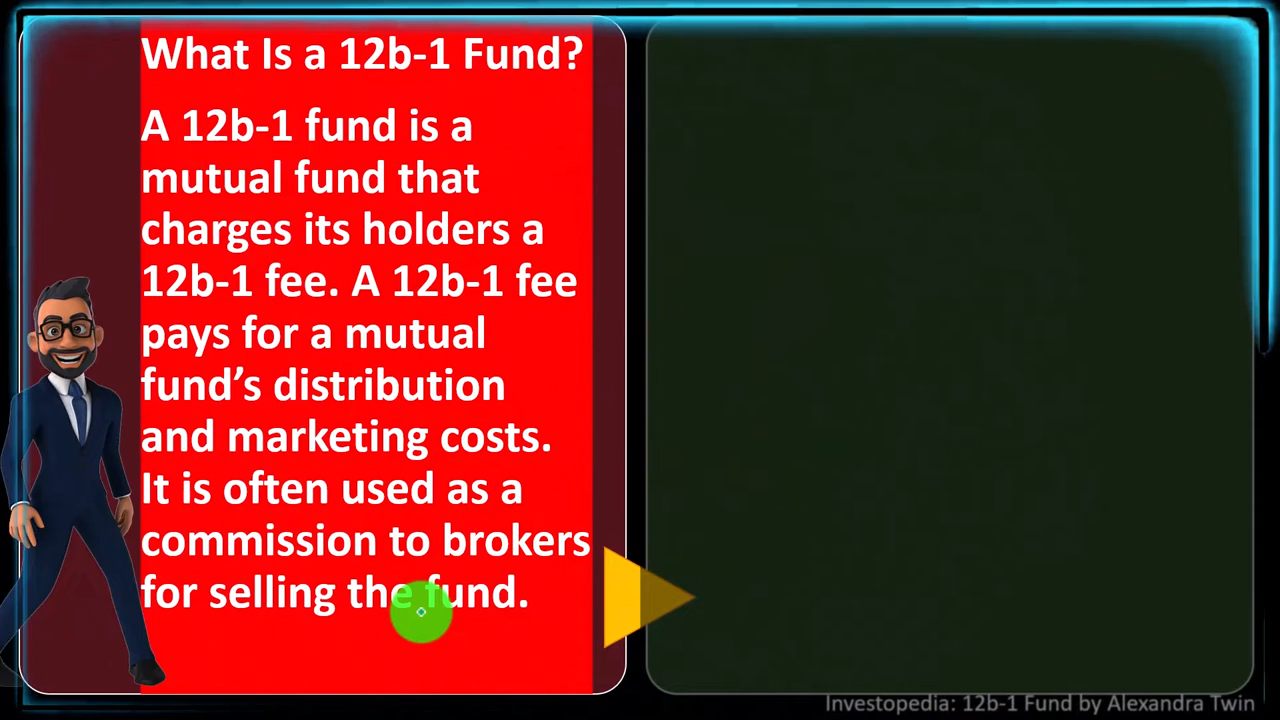 What Is a 12b-1 Fund?
A 12b-1 fund is a
mutual fund that
charges its holders a
12b-1 fee. A 12b-1 fee
pays for a mutual
fund’s distribution
and marketing costs.
It is often used as a
commission to brokers
for selling the fund.
Investopedia: 12b-1 Fund by Alexandra Twin